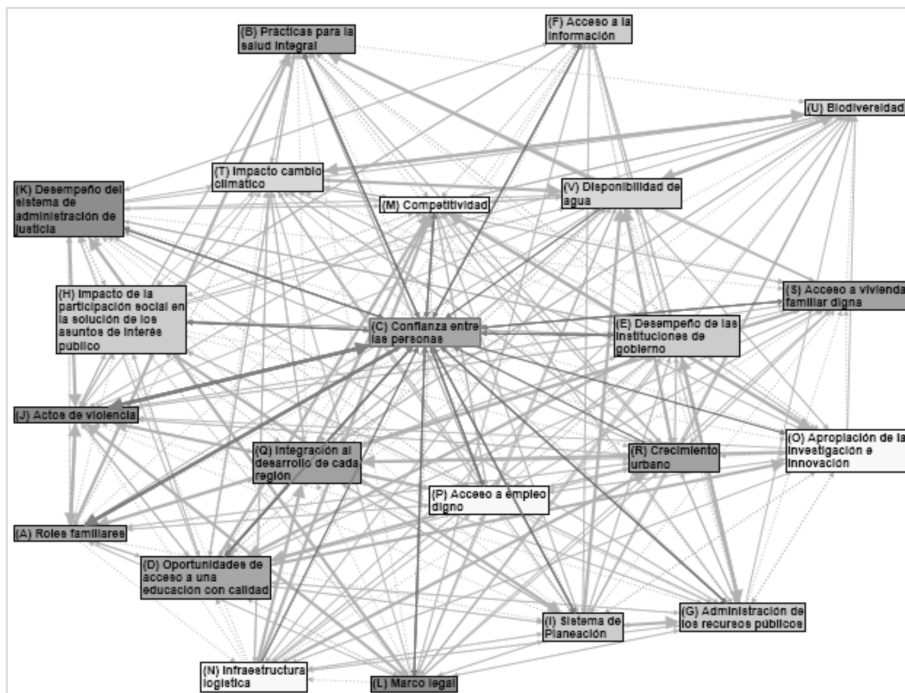 (B) Prácticas para la
salud integral
(F) Acceso a la
información
(U) Biodiversidad
(T) Impacto cambio
climático
(V) Disponibilidad de
agua
(K) Desempeño del
sistema de
administración de
justicia
(M) Competitividad
(H) Impacto de la
participación social en
la solución de los
asuntos de interés
público
(S) Acceso a vivienda
familiar digna
(C) Confianza entre
las personas
(E) Desempeño de las
instituciones de
gobierno
(J) Actos de violencia
(Q) Integración al
desarrollo de cada
región
(R) Crecimiento
urbano
(O) Apropiación de la
investigación e
innovación
(P) Acceso a empleo
digno
(A) Roles familiares
(D) Oportunidades de
acceso a una
educación con calidad
(I) Sistema de
Planeación
(G) Administración de
los recursos públicos
(N) Infraestructura
logística
(L) Marco legal